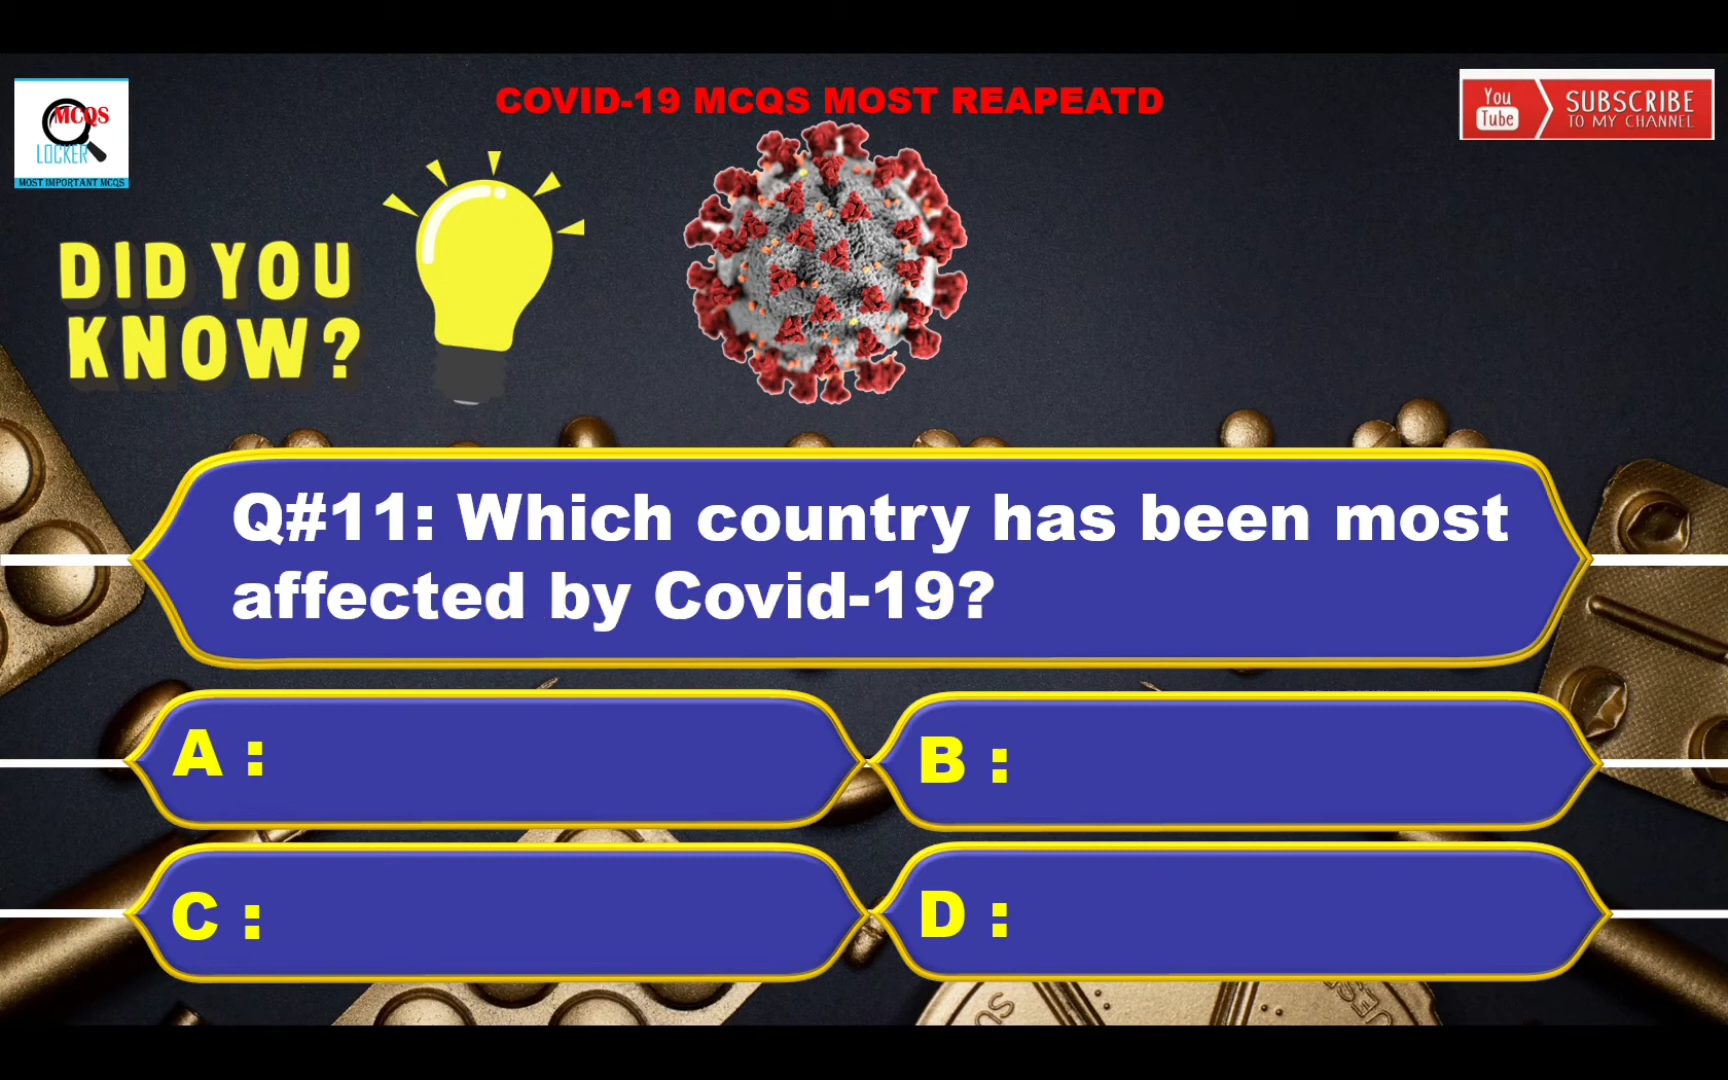 COVID-19 MCQS MOST REAPEATD
MCQS
LOCKER
MOST IMPORTANT MCQS
You
Tube
SUBSCRIBE
TO MY CHANNEL
DID YOU
KNOW?
Q#11: Which country has been most
affected by Covid-19?
A :
B :
C :
D :